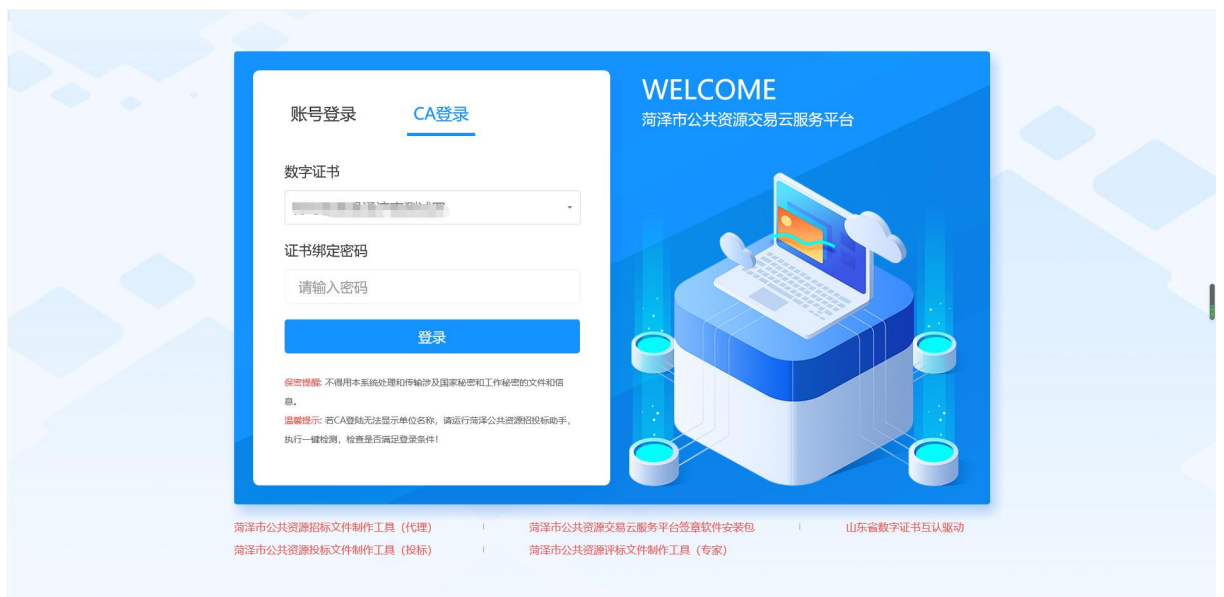 账号登录
CA登录
数字证书
证书绑定密码
请输入密码
登录
保密提醒: 不得用本系统处理和传输涉及国家秘密和工作秘密的文件和信
息。
温馨提示: 若CA登陆无法显示单位名称，请运行菏泽公共资源招投标助手，
执行一键检测，检查是否满足登录条件！
WELCOME
菏泽市公共资源交易云服务平台
菏泽市公共资源招标文件制作工具（代理）
菏泽市公共资源交易云服务平台签章软件安装包
山东省数字证书互认驱动
菏泽市公共资源投标文件制作工具（投标）
菏泽市公共资源评标文件制作工具（专家）